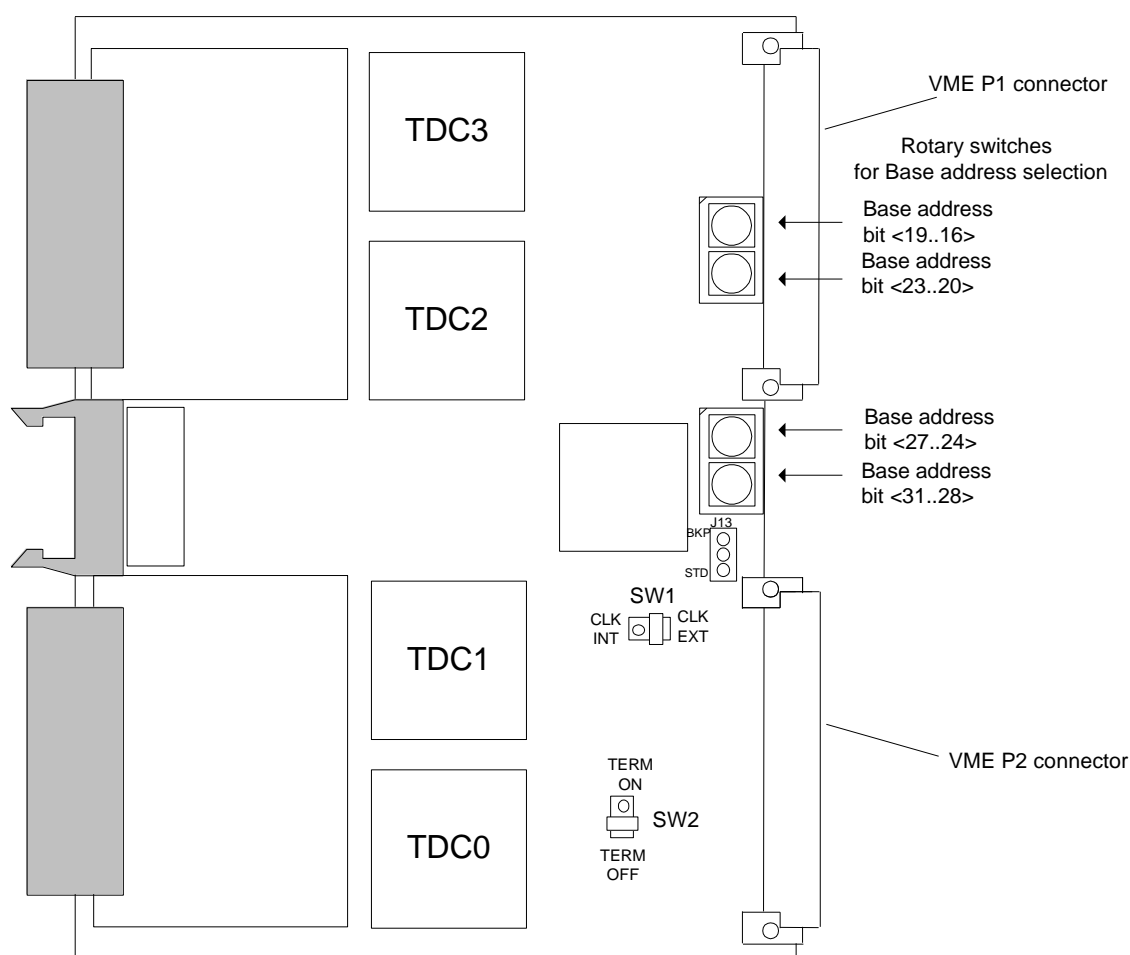 TDC3
VME P1 connector
Rotary switches
for Base address selection
Base address
bit <19..16>
Base address
bit <23..20>
TDC2
Base address
bit <27..24>
Base address
bit <31..28>
J13
BKP
STD
SW1
CLK
INT
CLK
EXT
TDC1
VME P2 connector
TERM
ON
SW2
TERM
OFF
TDC0